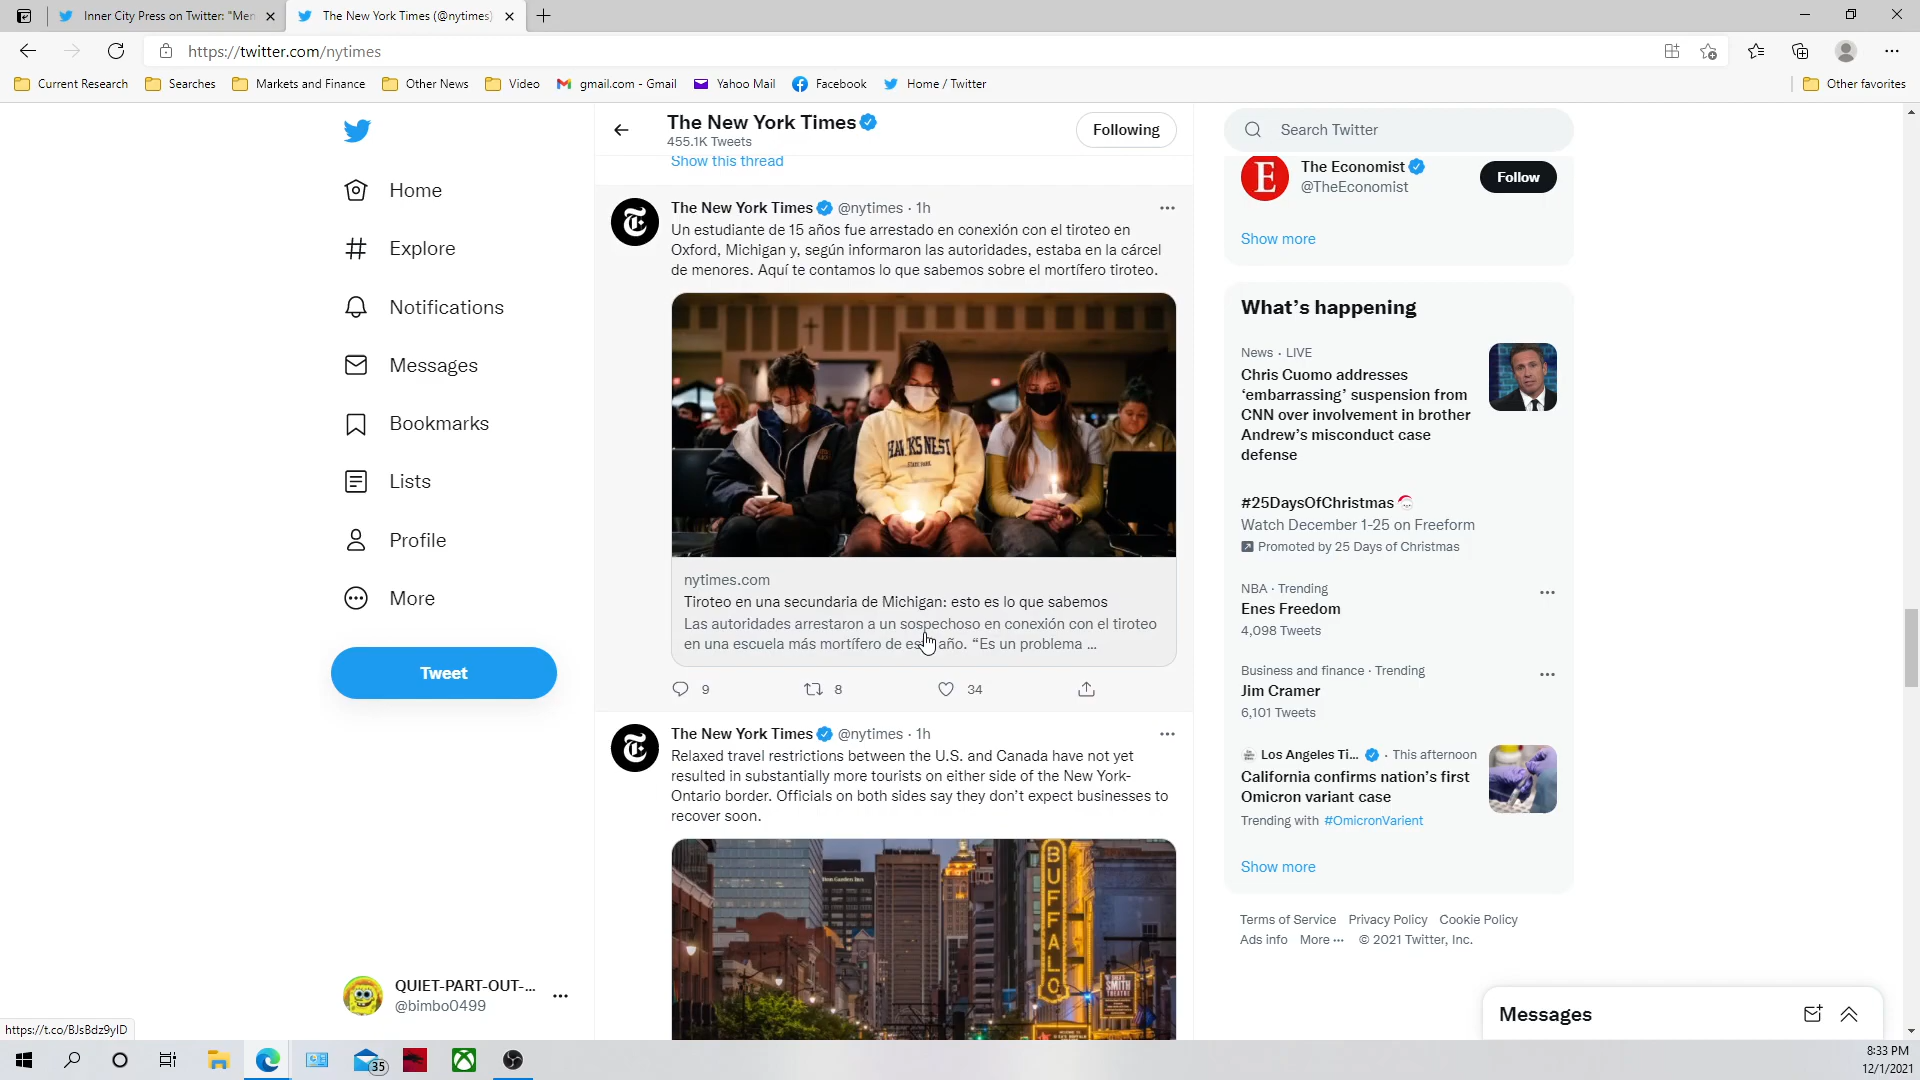 Inner City Press on Twitter: "Men
The New York Times (@nytimes)
https://twitter.com/nytimes
Current Research
Searches
Markets and Finance
Other News
Video
gmail.com - Gmail
Yahoo Mail
Facebook
Home / Twitter
Other favorites
Home
Explore
Notifications
Messages
Bookmarks
Lists
Profile
More
Tweet
QUIET-PART-OUT-...
@bimbo0499
https://t.co/BJsBdz9yID
The New York Times
455.1K Tweets
Following
Show this thread
The New York Times @nytimes · 1h
Un estudiante de 15 años fue arrestado en conexión con el tiroteo en
Oxford, Michigan y, según informaron las autoridades, estaba en la cárcel
de menores. Aquí te contamos lo que sabemos sobre el mortífero tiroteo.
HAWKS NEST
STATE PARK
nytimes.com
Tiroteo en una secundaria de Michigan: esto es lo que sabemos
Las autoridades arrestaron a un sospechoso en conexión con el tiroteo
en una escuela más mortífero de es año. “Es un problema ...
9
8
34
The New York Times @nytimes · 1h
Relaxed travel restrictions between the U.S. and Canada have not yet
resulted in substantially more tourists on either side of the New York-
Ontario border. Officials on both sides say they don’t expect businesses to
recover soon.
BUFFALO
SMITH
THEATRE
Search Twitter
The Economist
@TheEconomist
Follow
Show more
What’s happening
News · LIVE
Chris Cuomo addresses
‘embarrassing’ suspension from
CNN over involvement in brother
Andrew’s misconduct case
defense
#25DaysOfChristmas
Watch December 1-25 on Freeform
Promoted by 25 Days of Christmas
NBA · Trending
Enes Freedom
4,098 Tweets
Business and finance · Trending
Jim Cramer
6,101 Tweets
Los Angeles Ti... · This afternoon
California confirms nation’s first
Omicron variant case
Trending with #OmicronVarient
Show more
Terms of Service Privacy Policy Cookie Policy
Ads info More ··· © 2021 Twitter, Inc.
Messages
35
8:33 PM
12/1/2021